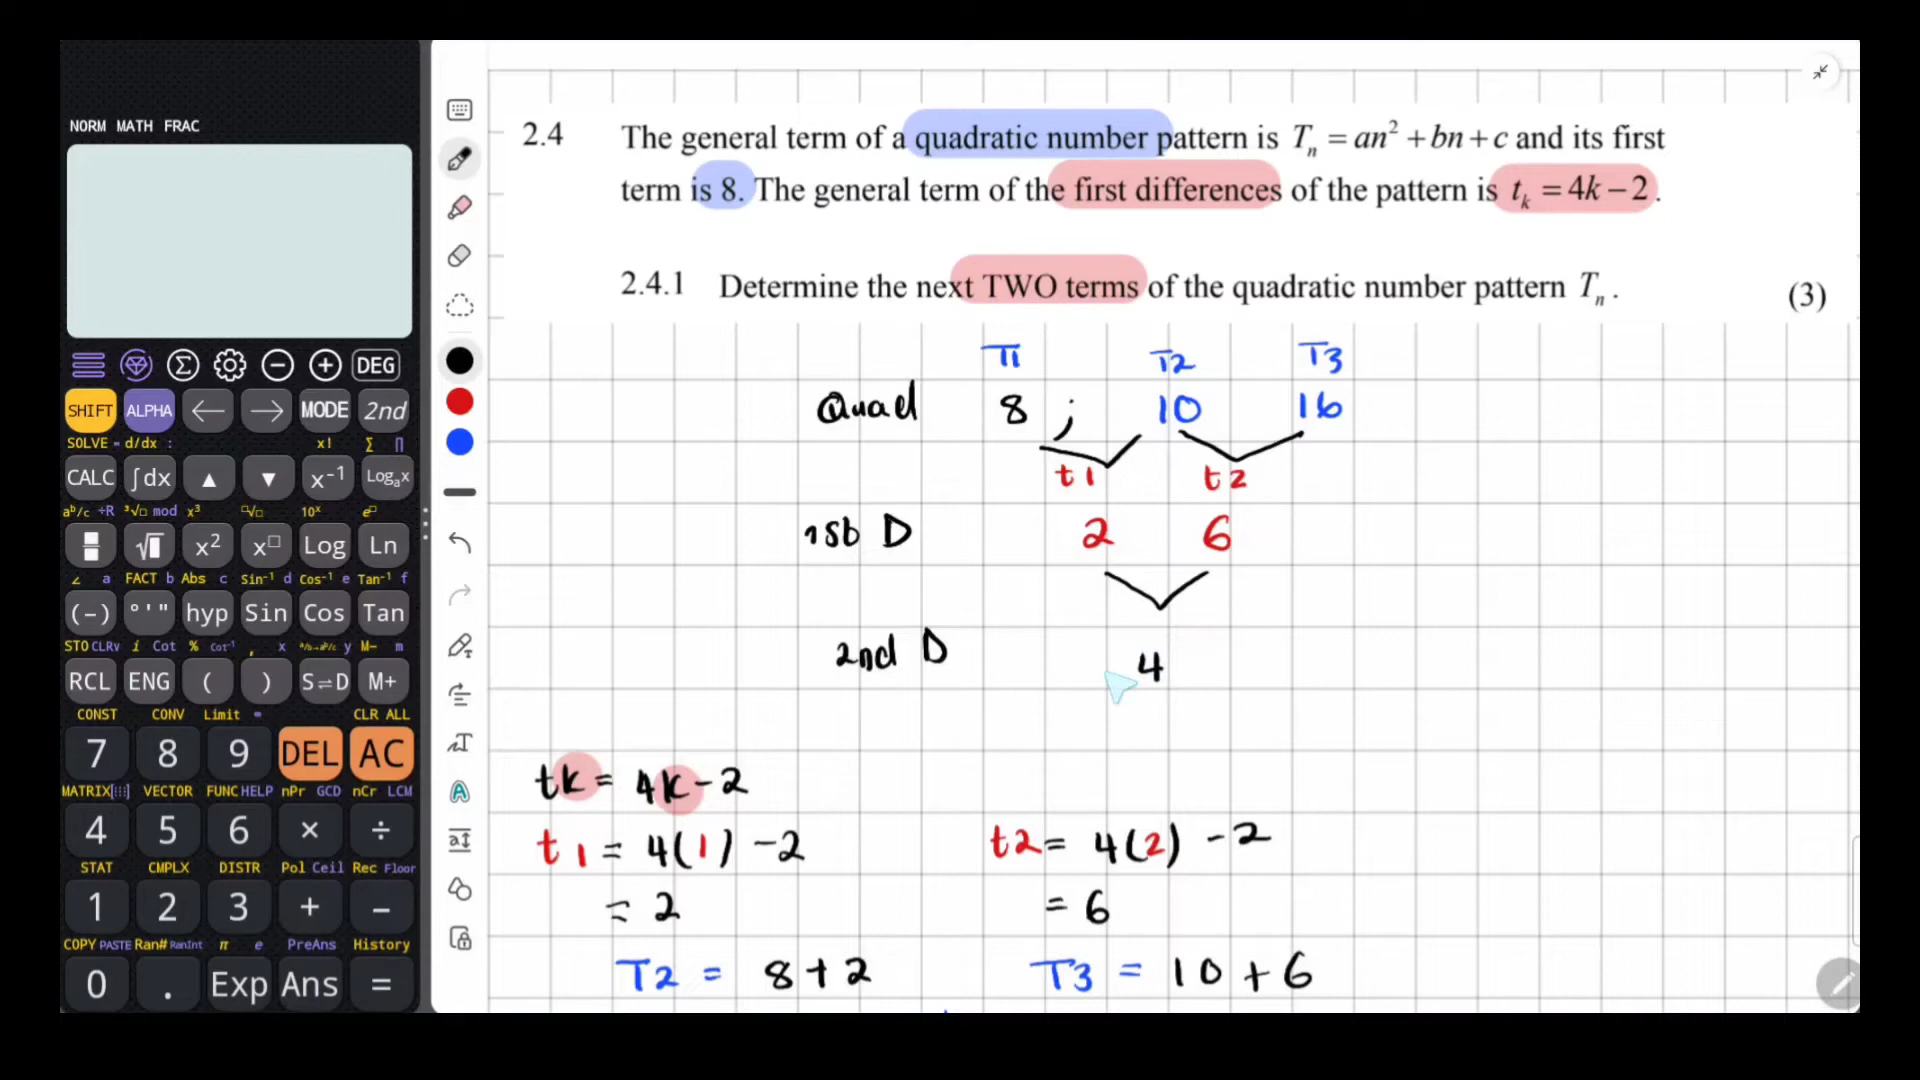 NORM MATH FRAC
DEG
SHIFT ALPHA ← → MODE 2nd
SOLVE = d/dx : x! ∑ ∏
CALC ∫dx ▲ ▼ x⁻¹ Logₐx
aᵇ/c ÷R ³√□ mod x³ □√□ 10ˣ e□
√ x² x□ Log Ln
∠ a FACT b Abs c Sin⁻¹ d Cos⁻¹ e Tan⁻¹ f
(−) °'" hyp Sin Cos Tan
STO CLRv i Cot % Cot⁻¹ , x y M− m
RCL ENG ( ) S⇌D M+
CONST CONV Limit ∞ CLR ALL
7 8 9 DEL AC
MATRIX VECTOR FUNC HELP nPr GCD nCr LCM
4 5 6 × ÷
STAT CMPLX DISTR Pol Ceil Rec Floor
1 2 3 + −
COPY PASTE Ran# RanInt π e PreAns History
0 . Exp Ans =
2.4 The general term of a quadratic number pattern is Tₙ = an² + bn + c and its first
term is 8. The general term of the first differences of the pattern is tₖ = 4k − 2.
2.4.1 Determine the next TWO terms of the quadratic number pattern Tₙ. (3)
T1 T2 T3
Quad 8 ; 10 16
t1 t2
1st D 2 6
2nd D 4
tk = 4k − 2
t1 = 4(1) − 2 t2 = 4(2) − 2
= 2 = 6
T2 = 8 + 2 T3 = 10 + 6